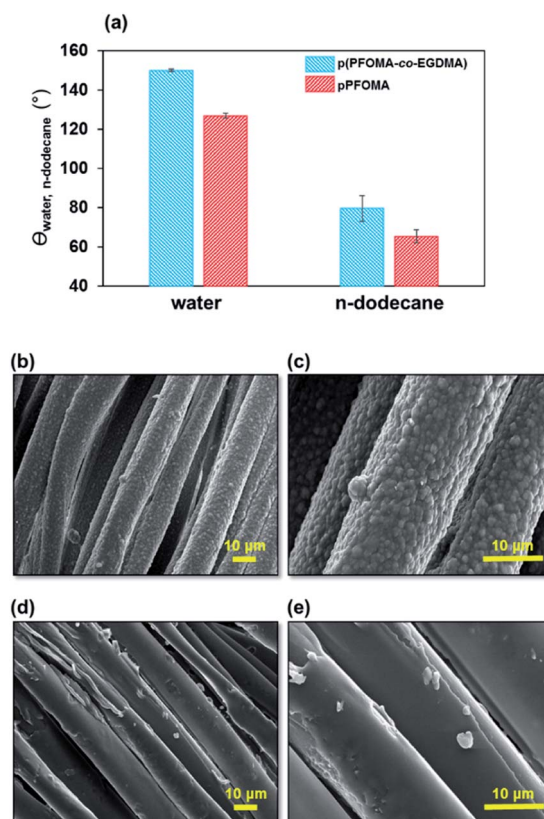 (a)
160
140
120
100
80
60
40
Θwater, n-dodecane (°)
p(PFOMA-co-EGDMA)
pPFOMA
water
n-dodecane
(b)
(c)
10 µm
10 µm
(d)
(e)
10 µm
10 µm